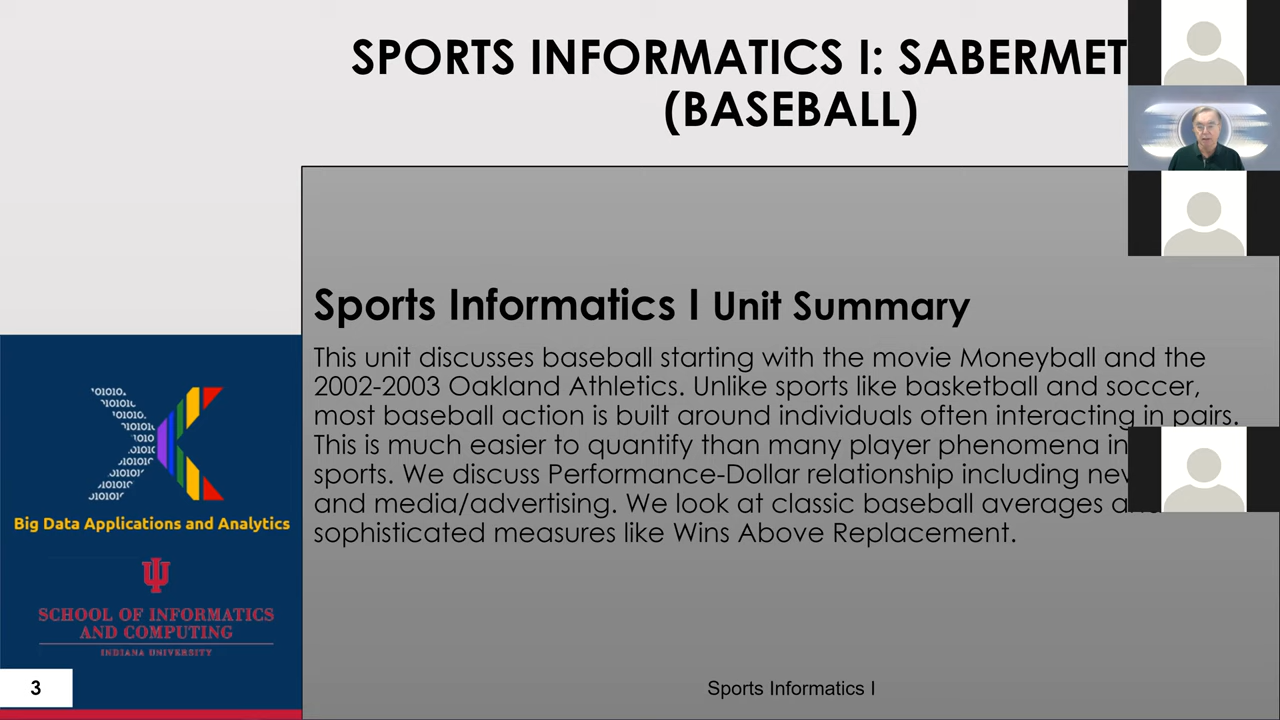 SPORTS INFORMATICS I: SABERMET
(BASEBALL)
Sports Informatics I Unit Summary
This unit discusses baseball starting with the movie Moneyball and the
2002-2003 Oakland Athletics. Unlike sports like basketball and soccer,
most baseball action is built around individuals often interacting in pairs.
This is much easier to quantify than many player phenomena in
sports. We discuss Performance-Dollar relationship including
and media/advertising. We look at classic baseball averages
sophisticated measures like Wins Above Replacement.
Big Data Applications and Analytics
SCHOOL OF INFORMATICS
AND COMPUTING
INDIANA UNIVERSITY
3
Sports Informatics I